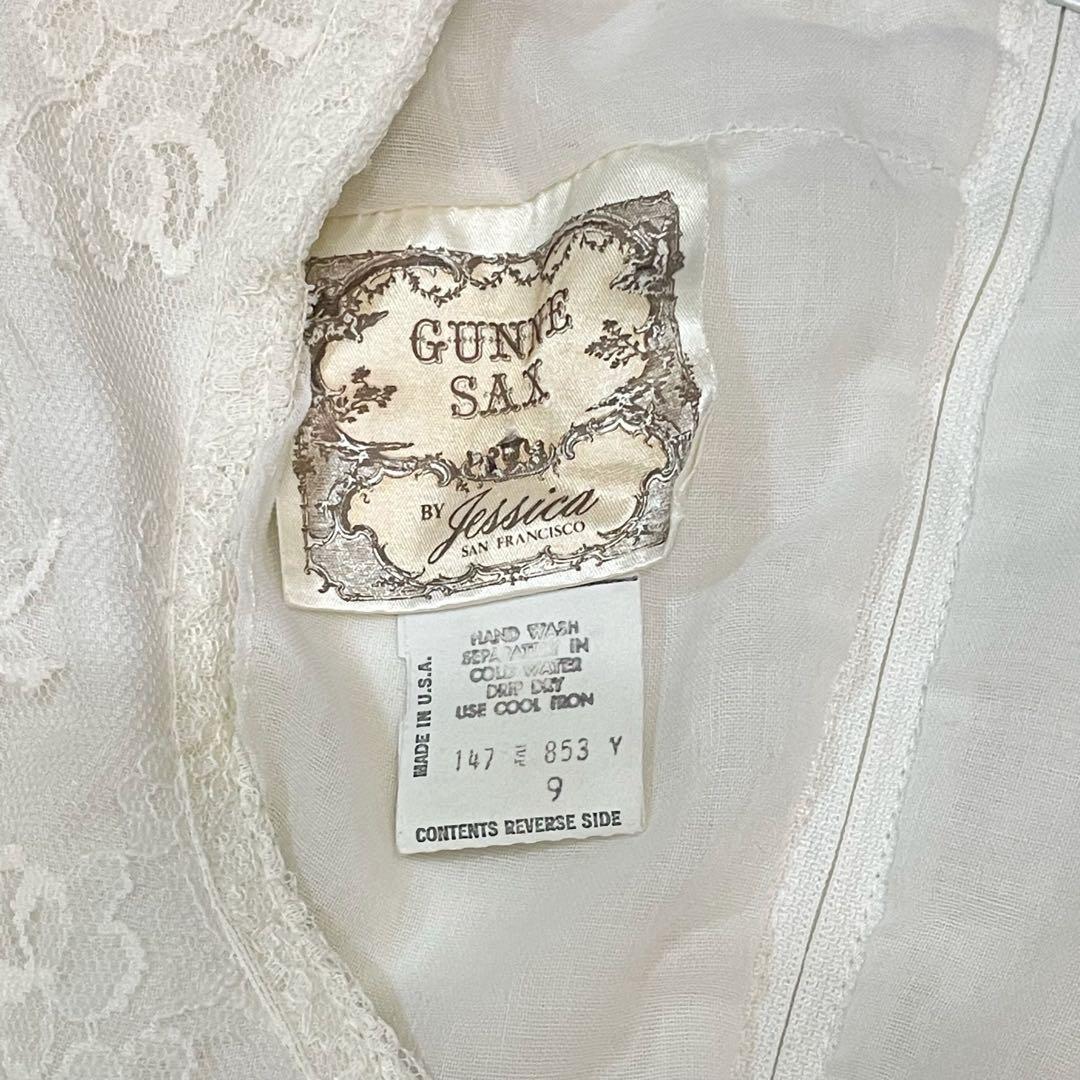 GUNNE
SAX
BY Jessica
SAN FRANCISCO
HAND WASH
SEPARATELY IN
COLD WATER
DRIP DRY
USE COOL IRON
MADE IN U.S.A.
147 853 Y
9
CONTENTS REVERSE SIDE